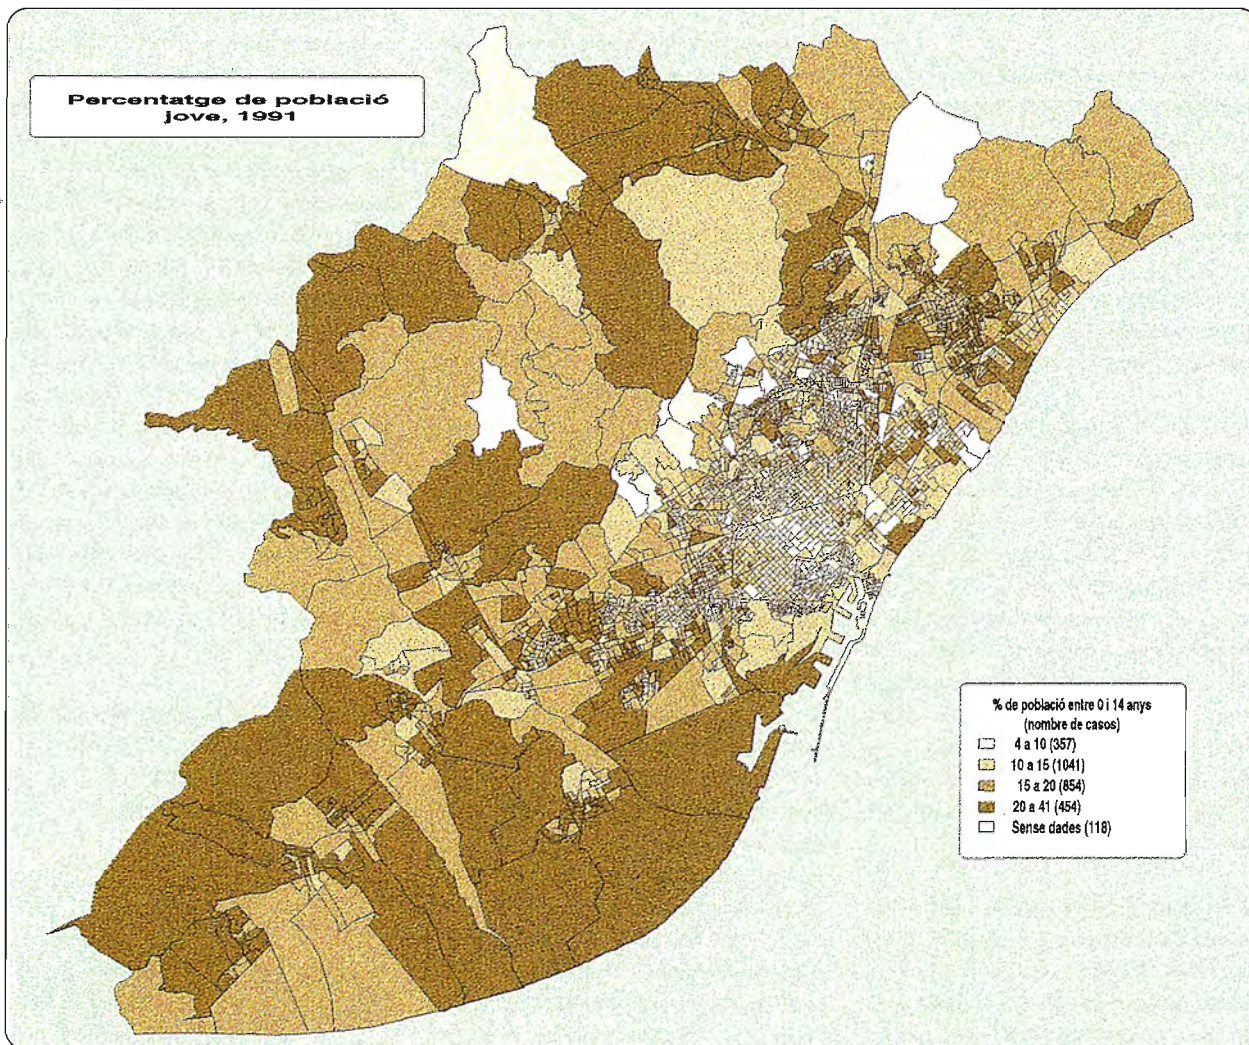 Percentatge de població
jove, 1991
% de població entre 0 i 14 anys
(nombre de casos)
4 a 10 (357)
10 a 15 (1041)
15 a 20 (854)
20 a 41 (454)
Sense dades (118)